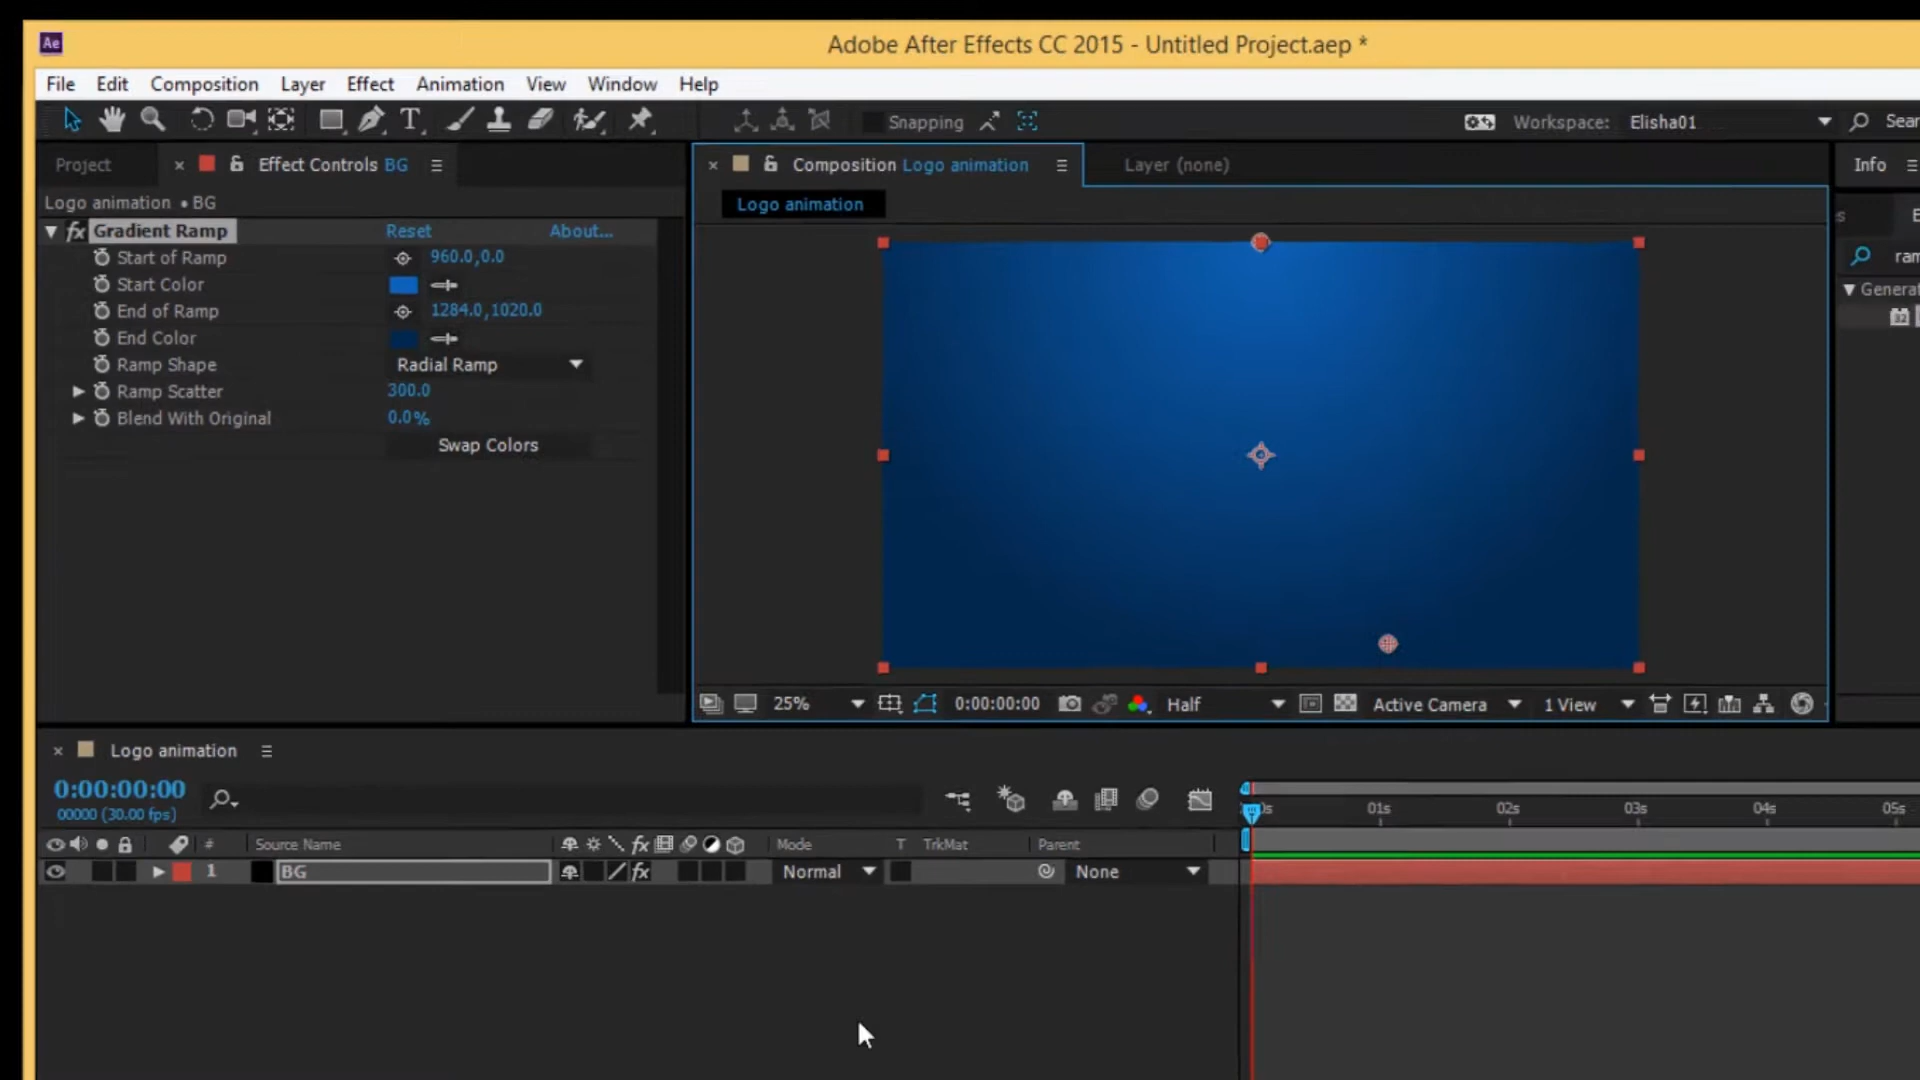 Ae Adobe After Effects CC 2015 - Untitled Project.aep *
File Edit Composition Layer Effect Animation View Window Help
T Snapping Workspace: Elisha01
Project × Effect Controls BG × Composition Logo animation Layer (none) Info
Logo animation • BG
Logo animation
fx Gradient Ramp Reset About...
Start of Ramp 960.0,0.0
Start Color
End of Ramp 1284.0,1020.0
End Color
Ramp Shape Radial Ramp
Ramp Scatter 300.0
Blend With Original 0.0%
Swap Colors
25% 0:00:00:00 Half Active Camera 1 View
× Logo animation
0:00:00:00
00000 (30.00 fps)
01s 02s 03s 04s 05s
# Source Name fx Mode T TrkMat Parent
1 BG fx Normal None